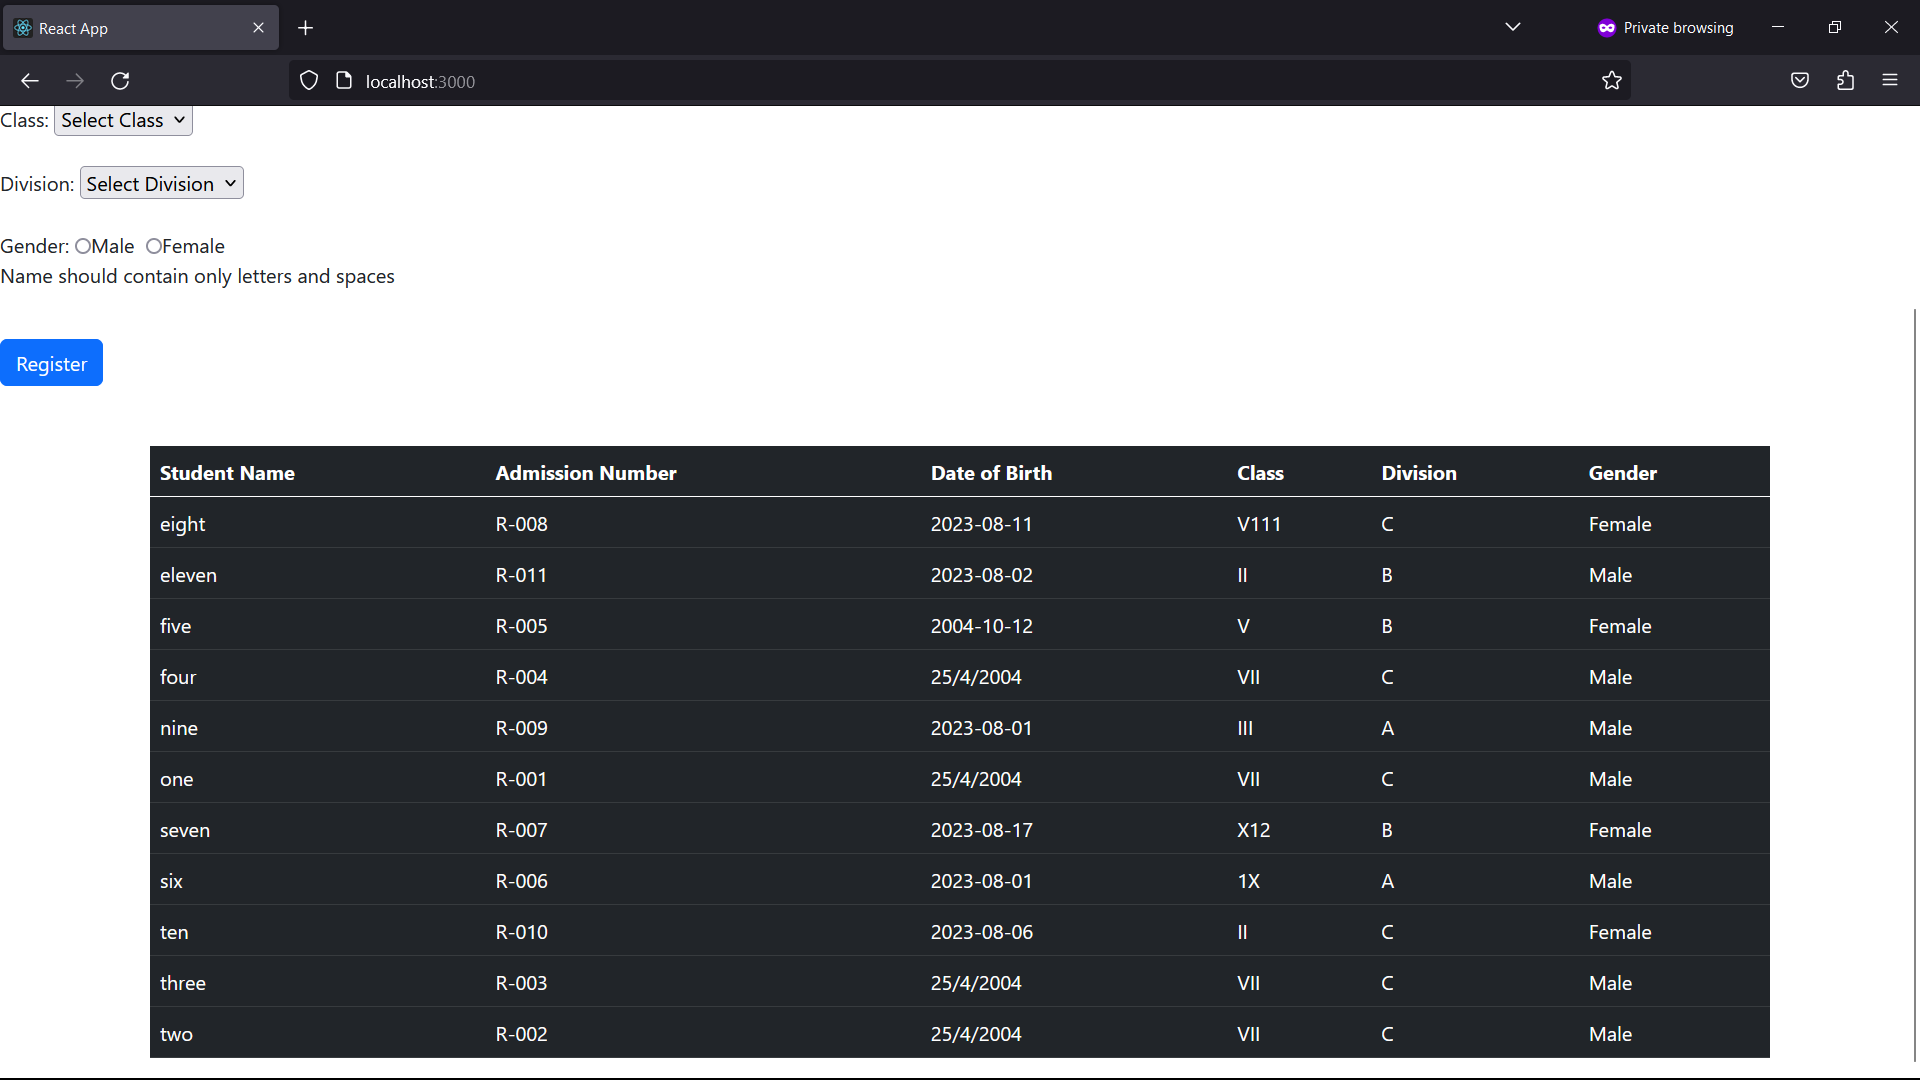 React App
Private browsing
localhost:3000
Class: Select Class
Division: Select Division
Gender: Male Female
Name should contain only letters and spaces
Register
Student Name Admission Number Date of Birth Class Division Gender
eight R-008 2023-08-11 V111 C Female
eleven R-011 2023-08-02 II B Male
five R-005 2004-10-12 V B Female
four R-004 25/4/2004 VII C Male
nine R-009 2023-08-01 III A Male
one R-001 25/4/2004 VII C Male
seven R-007 2023-08-17 X12 B Female
six R-006 2023-08-01 1X A Male
ten R-010 2023-08-06 II C Female
three R-003 25/4/2004 VII C Male
two R-002 25/4/2004 VII C Male